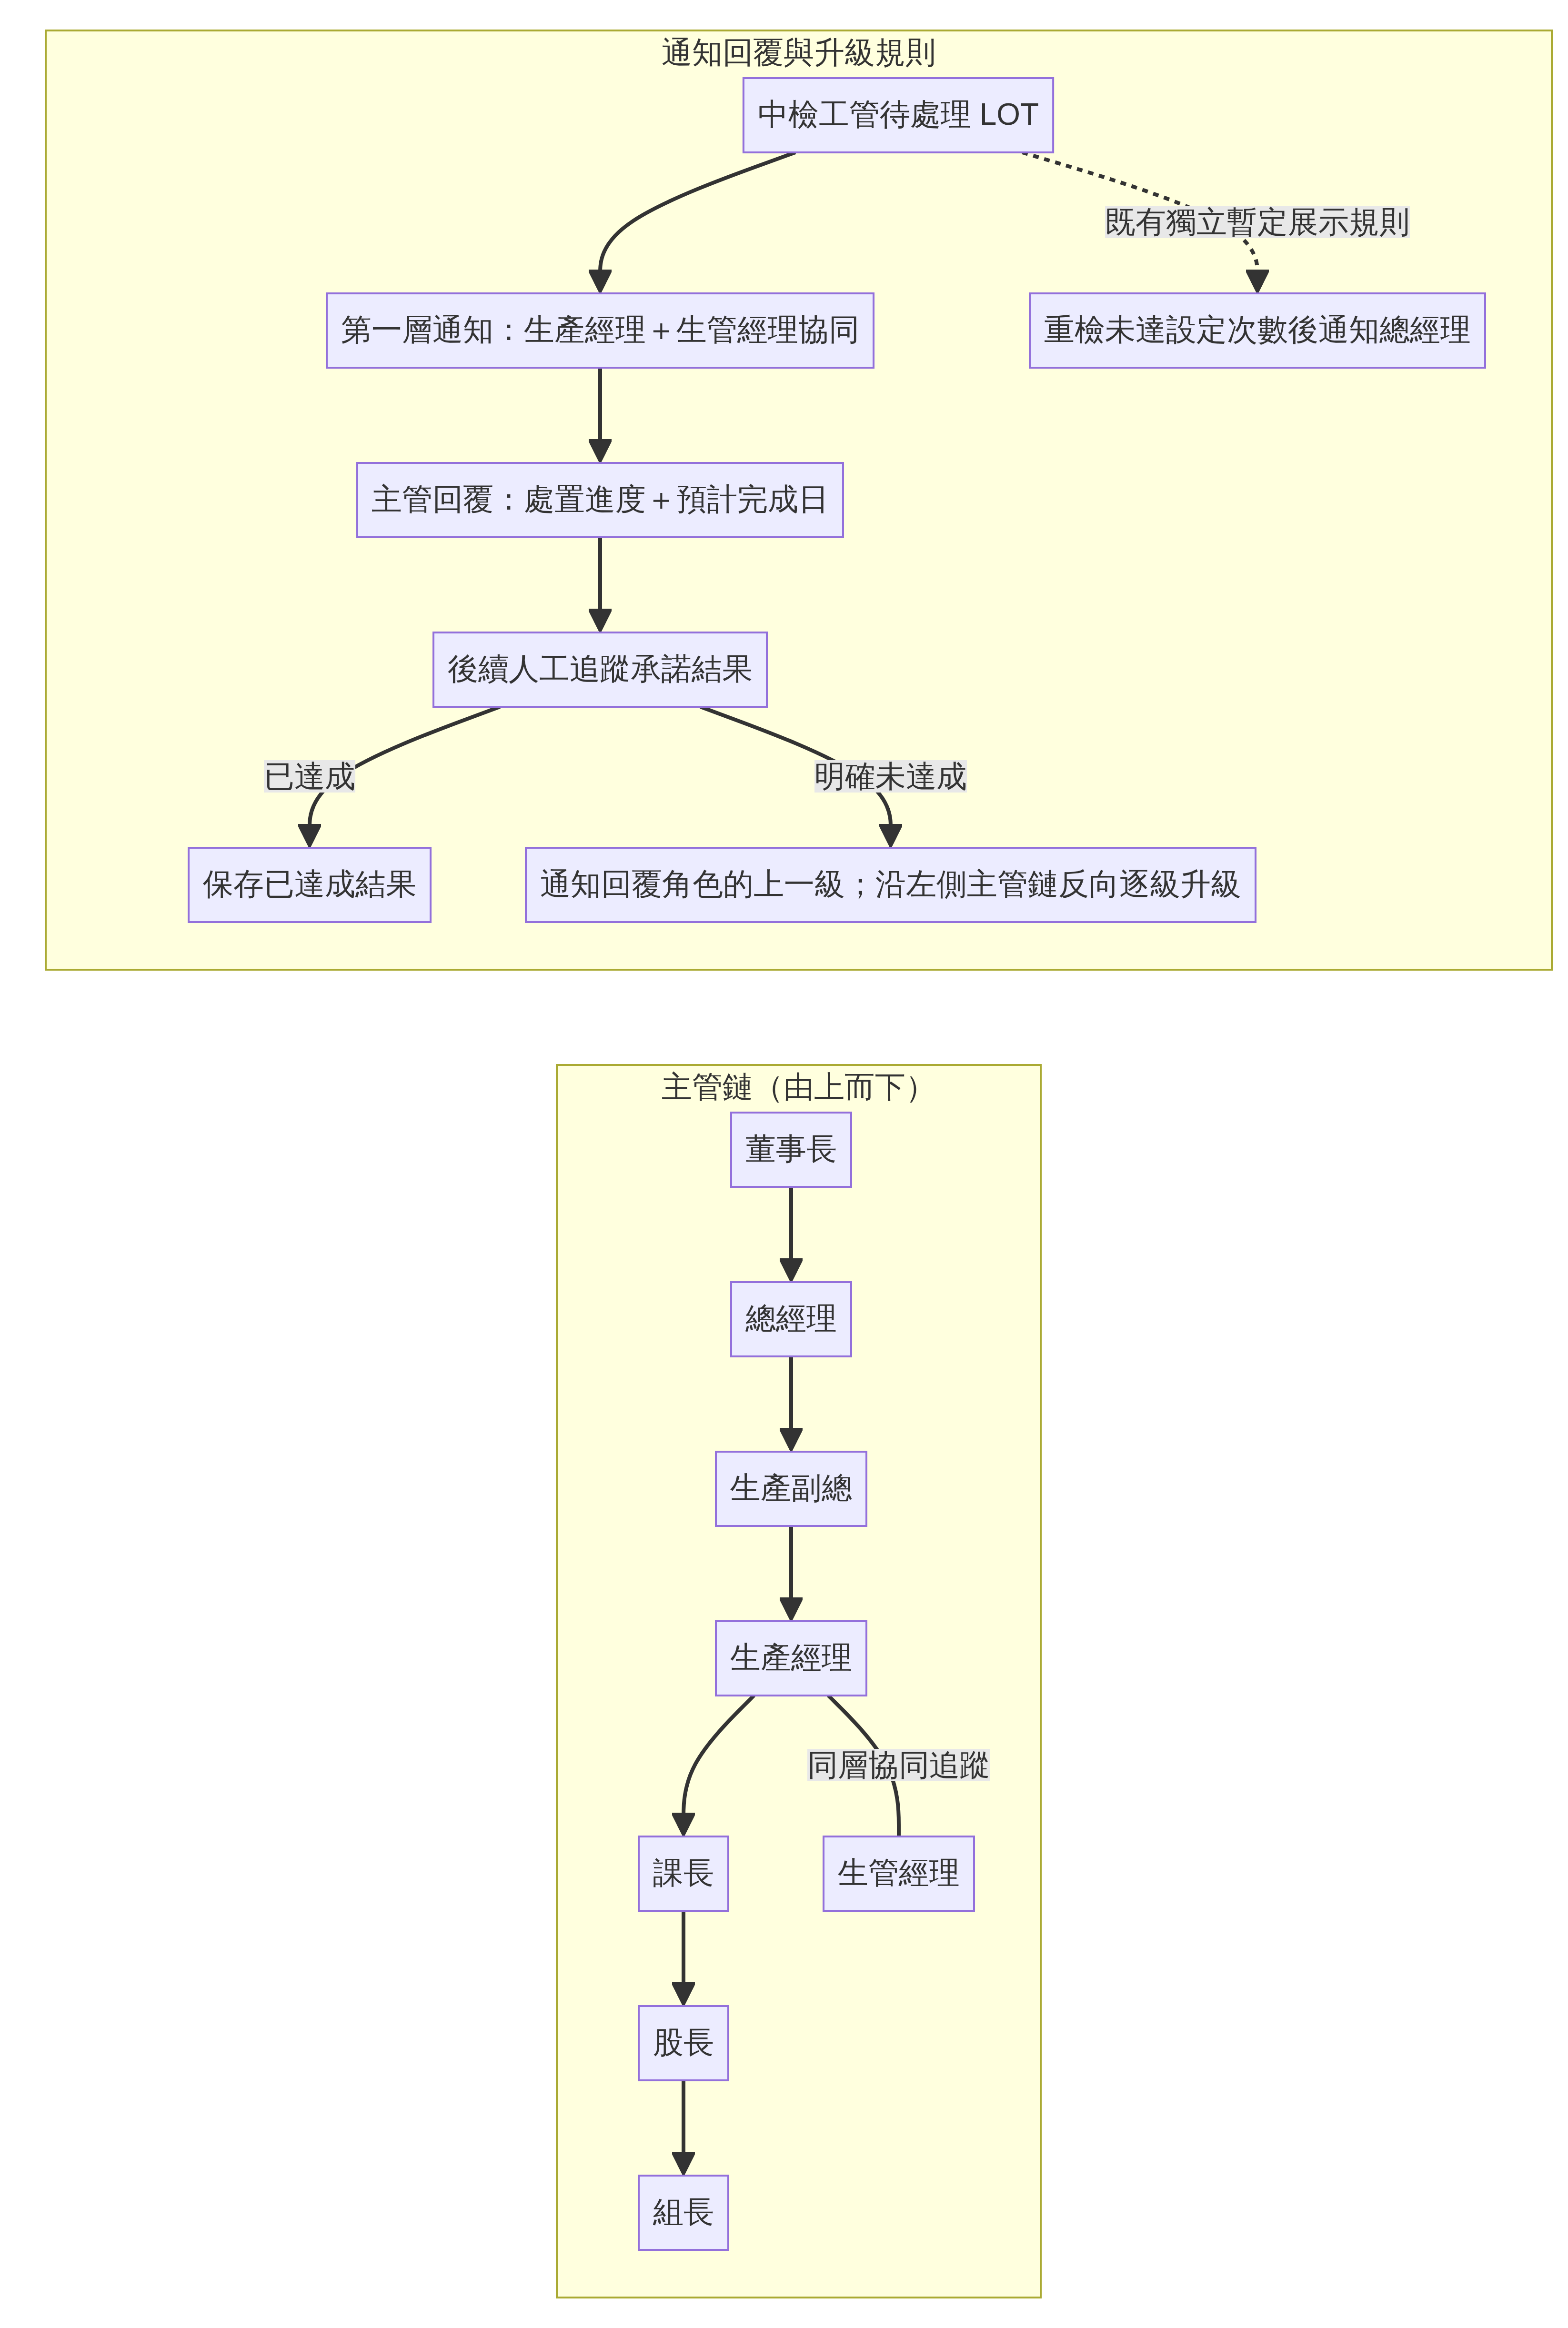 通知回覆與升級規則
中檢工管待處理 LOT
既有獨立暫定展示規則
第一層通知：生產經理＋生管經理協同
重檢未達設定次數後通知總經理
主管回覆：處置進度＋預計完成日
後續人工追蹤承諾結果
已達成
明確未達成
保存已達成結果
通知回覆角色的上一級；沿左側主管鏈反向逐級升級
主管鏈（由上而下）
董事長
總經理
生產副總
生產經理
同層協同追蹤
課長
生管經理
股長
組長